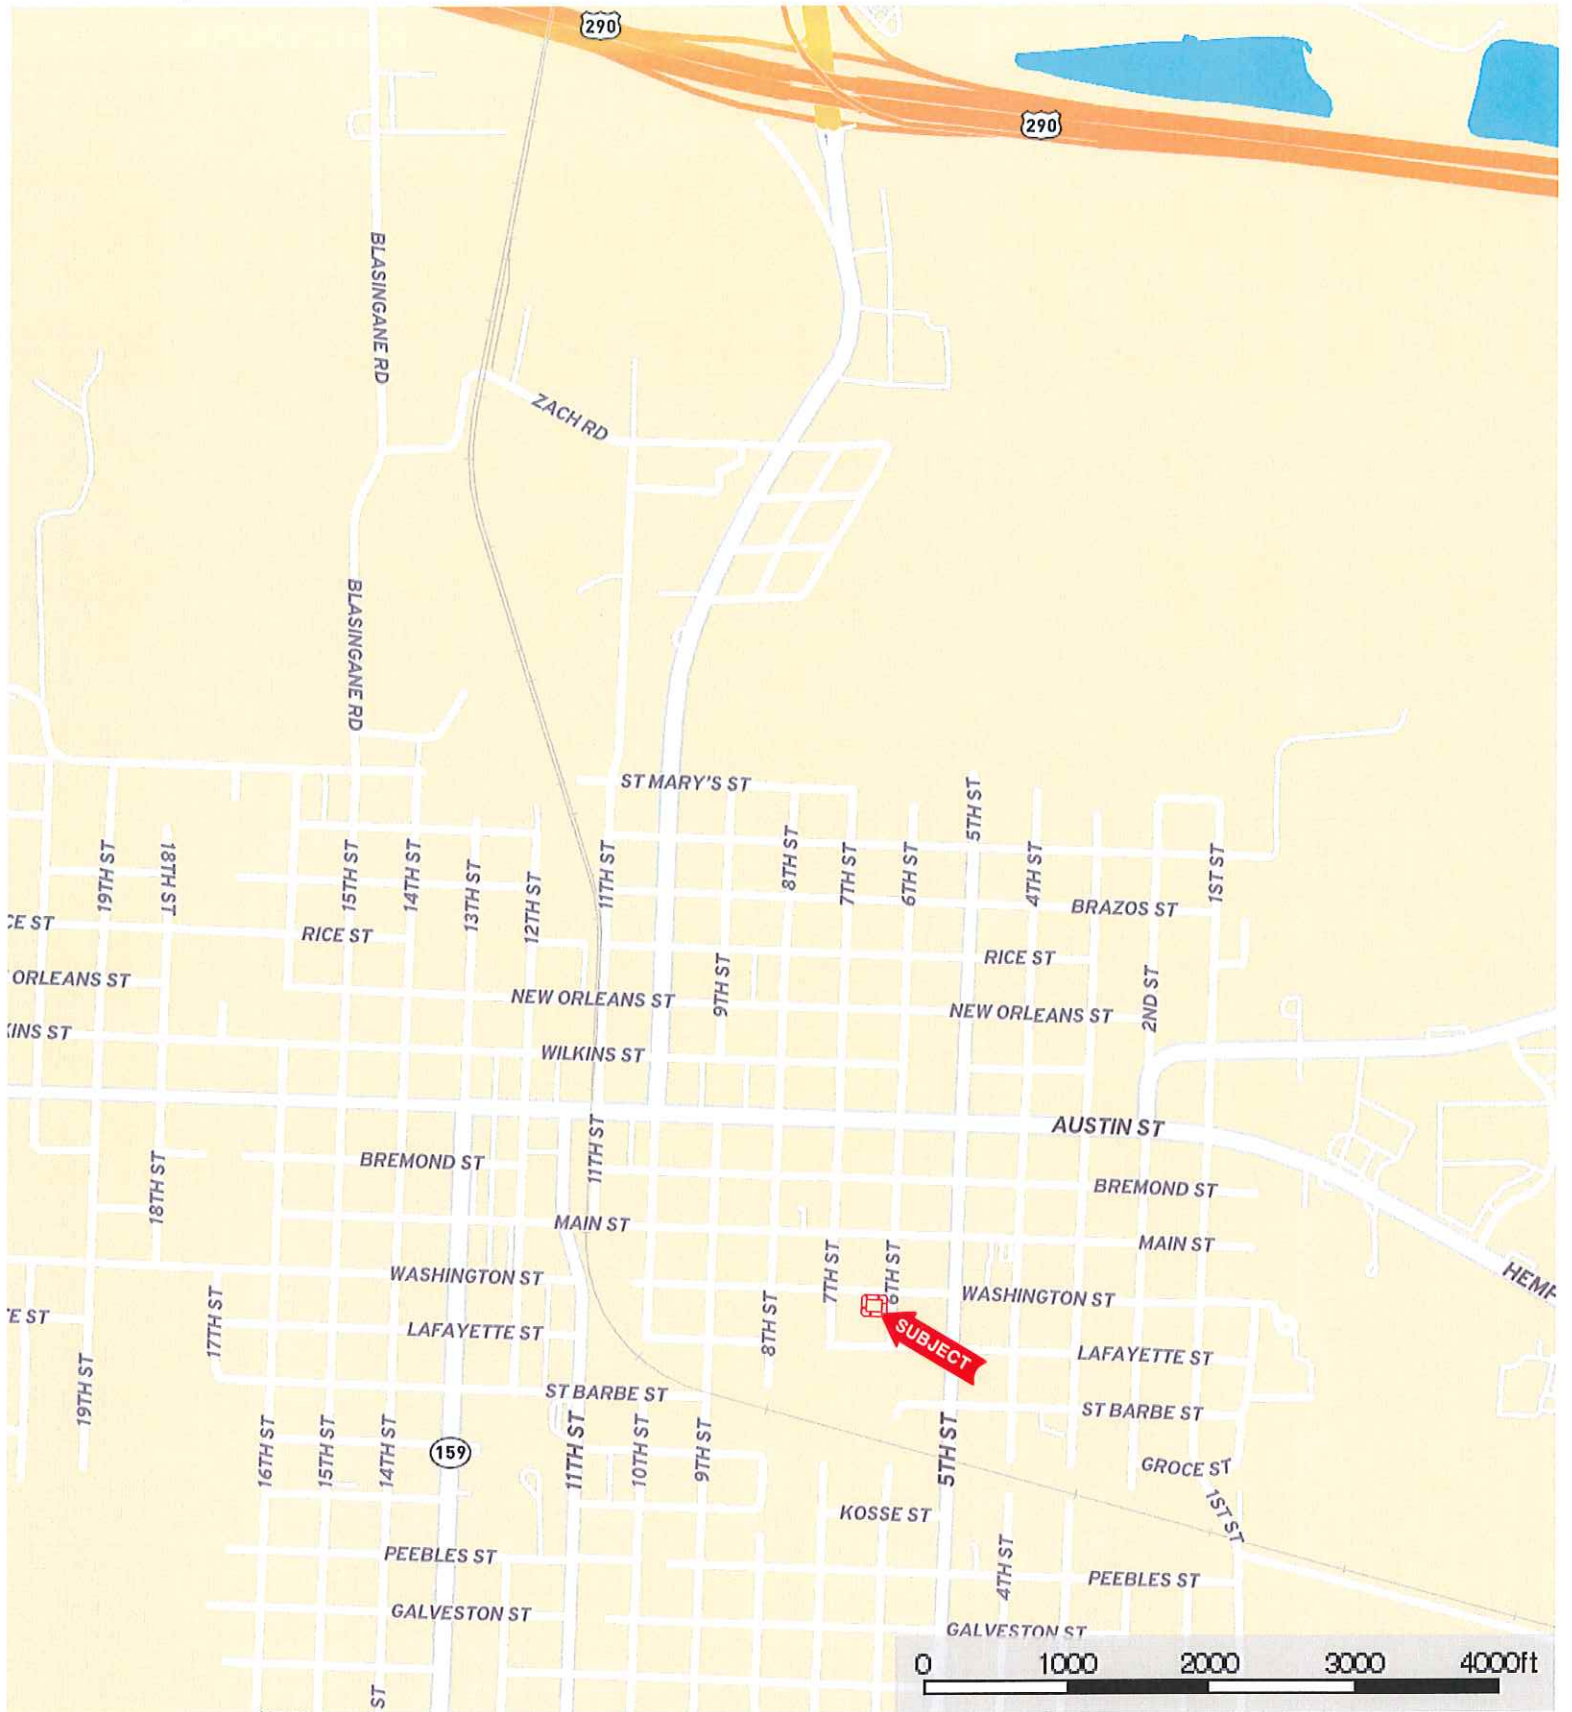 290
290
BLASINGANE RD
ZACH RD
BLASINGANE RD
ST MARY'S ST
5TH ST
19TH ST
18TH ST
15TH ST
14TH ST
13TH ST
12TH ST
11TH ST
8TH ST
7TH ST
6TH ST
4TH ST
1ST ST
BRAZOS ST
CE ST
RICE ST
RICE ST
9TH ST
2ND ST
ORLEANS ST
NEW ORLEANS ST
NEW ORLEANS ST
KINS ST
WILKINS ST
AUSTIN ST
11TH ST
BREMOND ST
18TH ST
BREMOND ST
MAIN ST
MAIN ST
7TH ST
6TH ST
WASHINGTON ST
HEMP
WASHINGTON ST
17TH ST
TE ST
8TH ST
LAFAYETTE ST
SUBJECT
LAFAYETTE ST
19TH ST
ST BARBE ST
ST BARBE ST
16TH ST
15TH ST
14TH ST
159
11TH ST
10TH ST
9TH ST
5TH ST
GROCE ST
1ST ST
KOSSE ST
4TH ST
PEEBLES ST
PEEBLES ST
GALVESTON ST
GALVESTON ST
ST
0 1000 2000 3000 4000ft